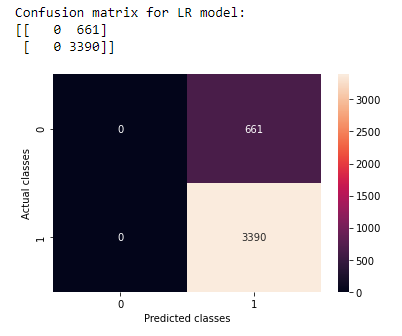 Confusion matrix for LR model:
[[   0  661]
 [   0 3390]]
0 661
0 3390
0
1
Actual classes
0 1
Predicted classes
3000
2500
2000
1500
1000
500
0